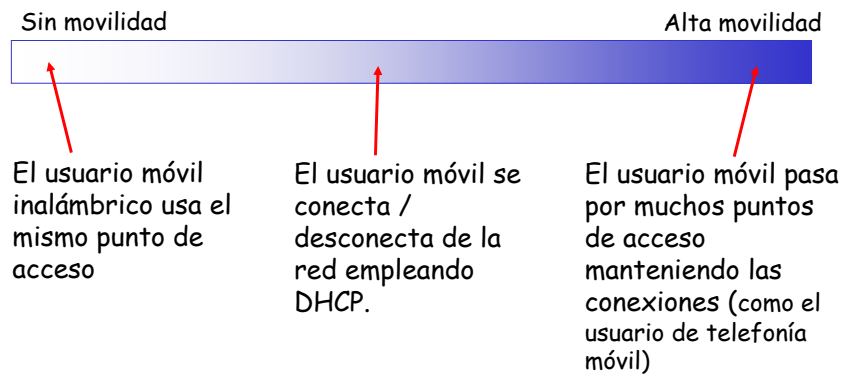 Sin movilidad
Alta movilidad
El usuario móvil
inalámbrico usa el
mismo punto de
acceso
El usuario móvil se
conecta /
desconecta de la
red empleando
DHCP.
El usuario móvil pasa
por muchos puntos
de acceso
manteniendo las
conexiones (como el
usuario de telefonía
móvil)